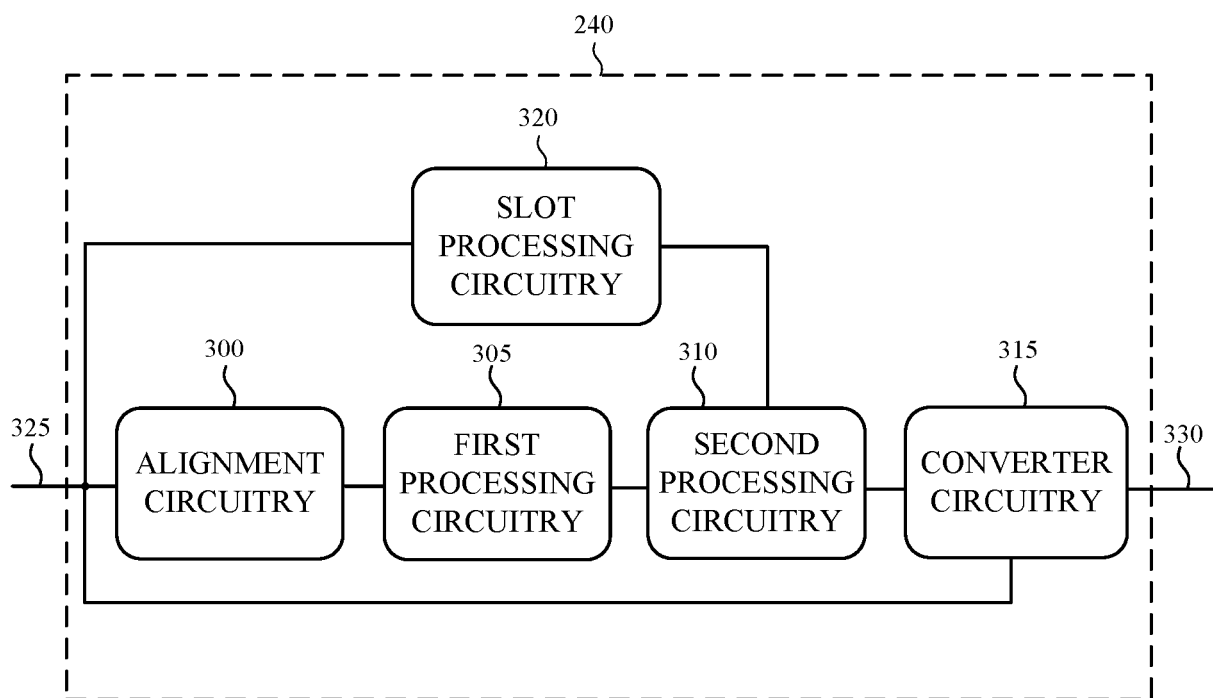 240
320
SLOT
PROCESSING
CIRCUITRY
300
305
310
315
325
ALIGNMENT
CIRCUITRY
FIRST
PROCESSING
CIRCUITRY
SECOND
PROCESSING
CIRCUITRY
CONVERTER
CIRCUITRY
330